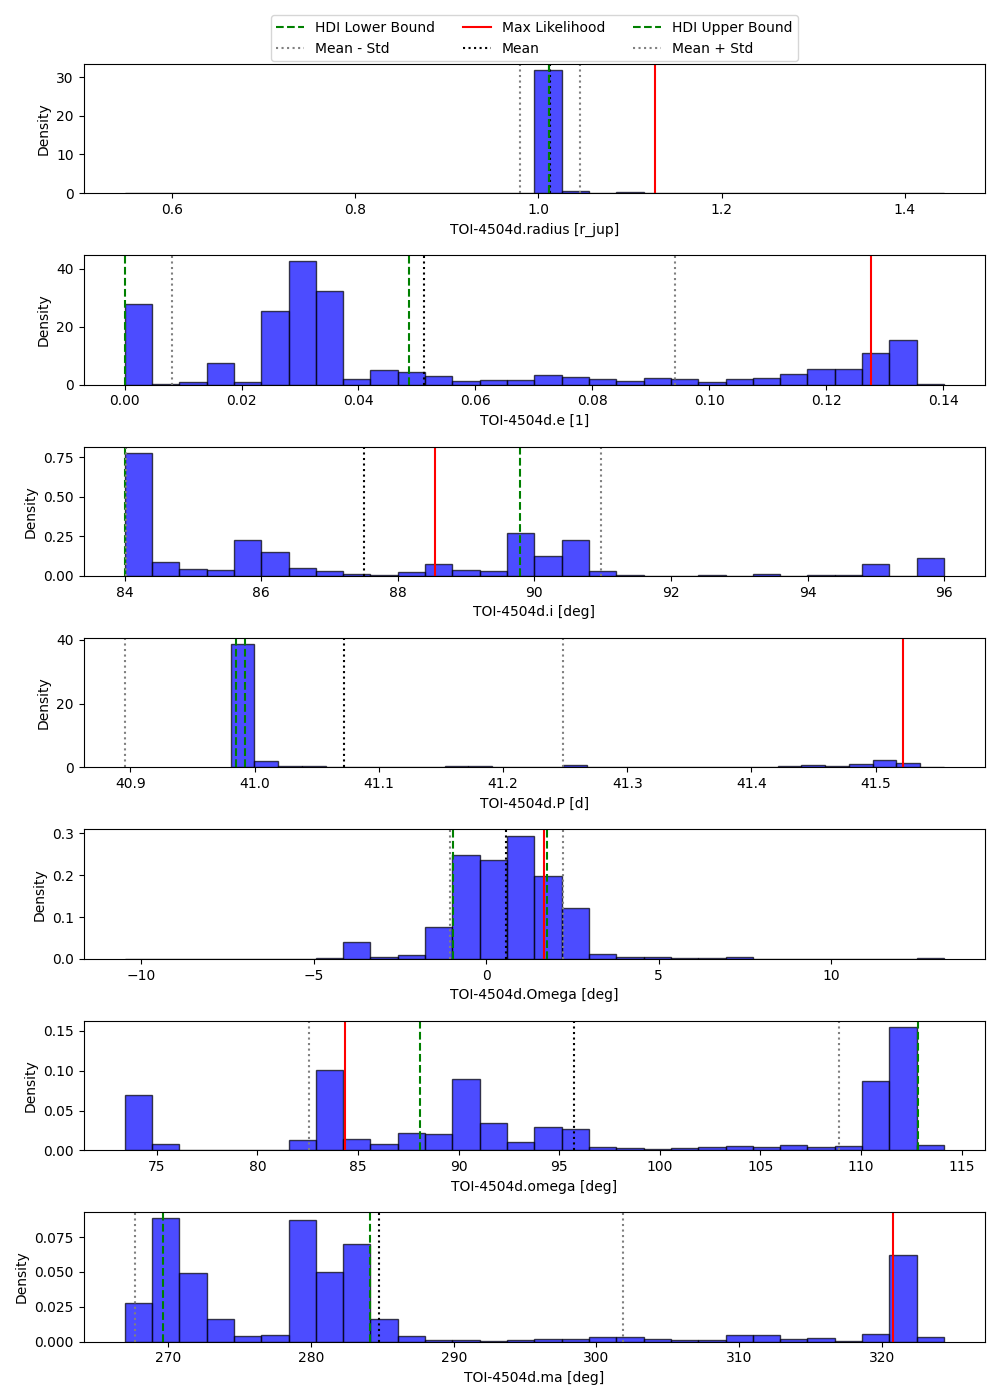 HDI Lower Bound Max Likelihood HDI Upper Bound
Mean - Std Mean Mean + Std
30
20
10
0
Density
0.6 0.8 1.0 1.2 1.4
TOI-4504d.radius [r_jup]
40
20
0
Density
0.00 0.02 0.04 0.06 0.08 0.10 0.12 0.14
TOI-4504d.e [1]
0.75
0.50
0.25
0.00
Density
84 86 88 90 92 94 96
TOI-4504d.i [deg]
40
20
0
Density
40.9 41.0 41.1 41.2 41.3 41.4 41.5
TOI-4504d.P [d]
0.3
0.2
0.1
0.0
Density
−10 −5 0 5 10
TOI-4504d.Omega [deg]
0.15
0.10
0.05
0.00
Density
75 80 85 90 95 100 105 110 115
TOI-4504d.omega [deg]
0.075
0.050
0.025
0.000
Density
270 280 290 300 310 320
TOI-4504d.ma [deg]